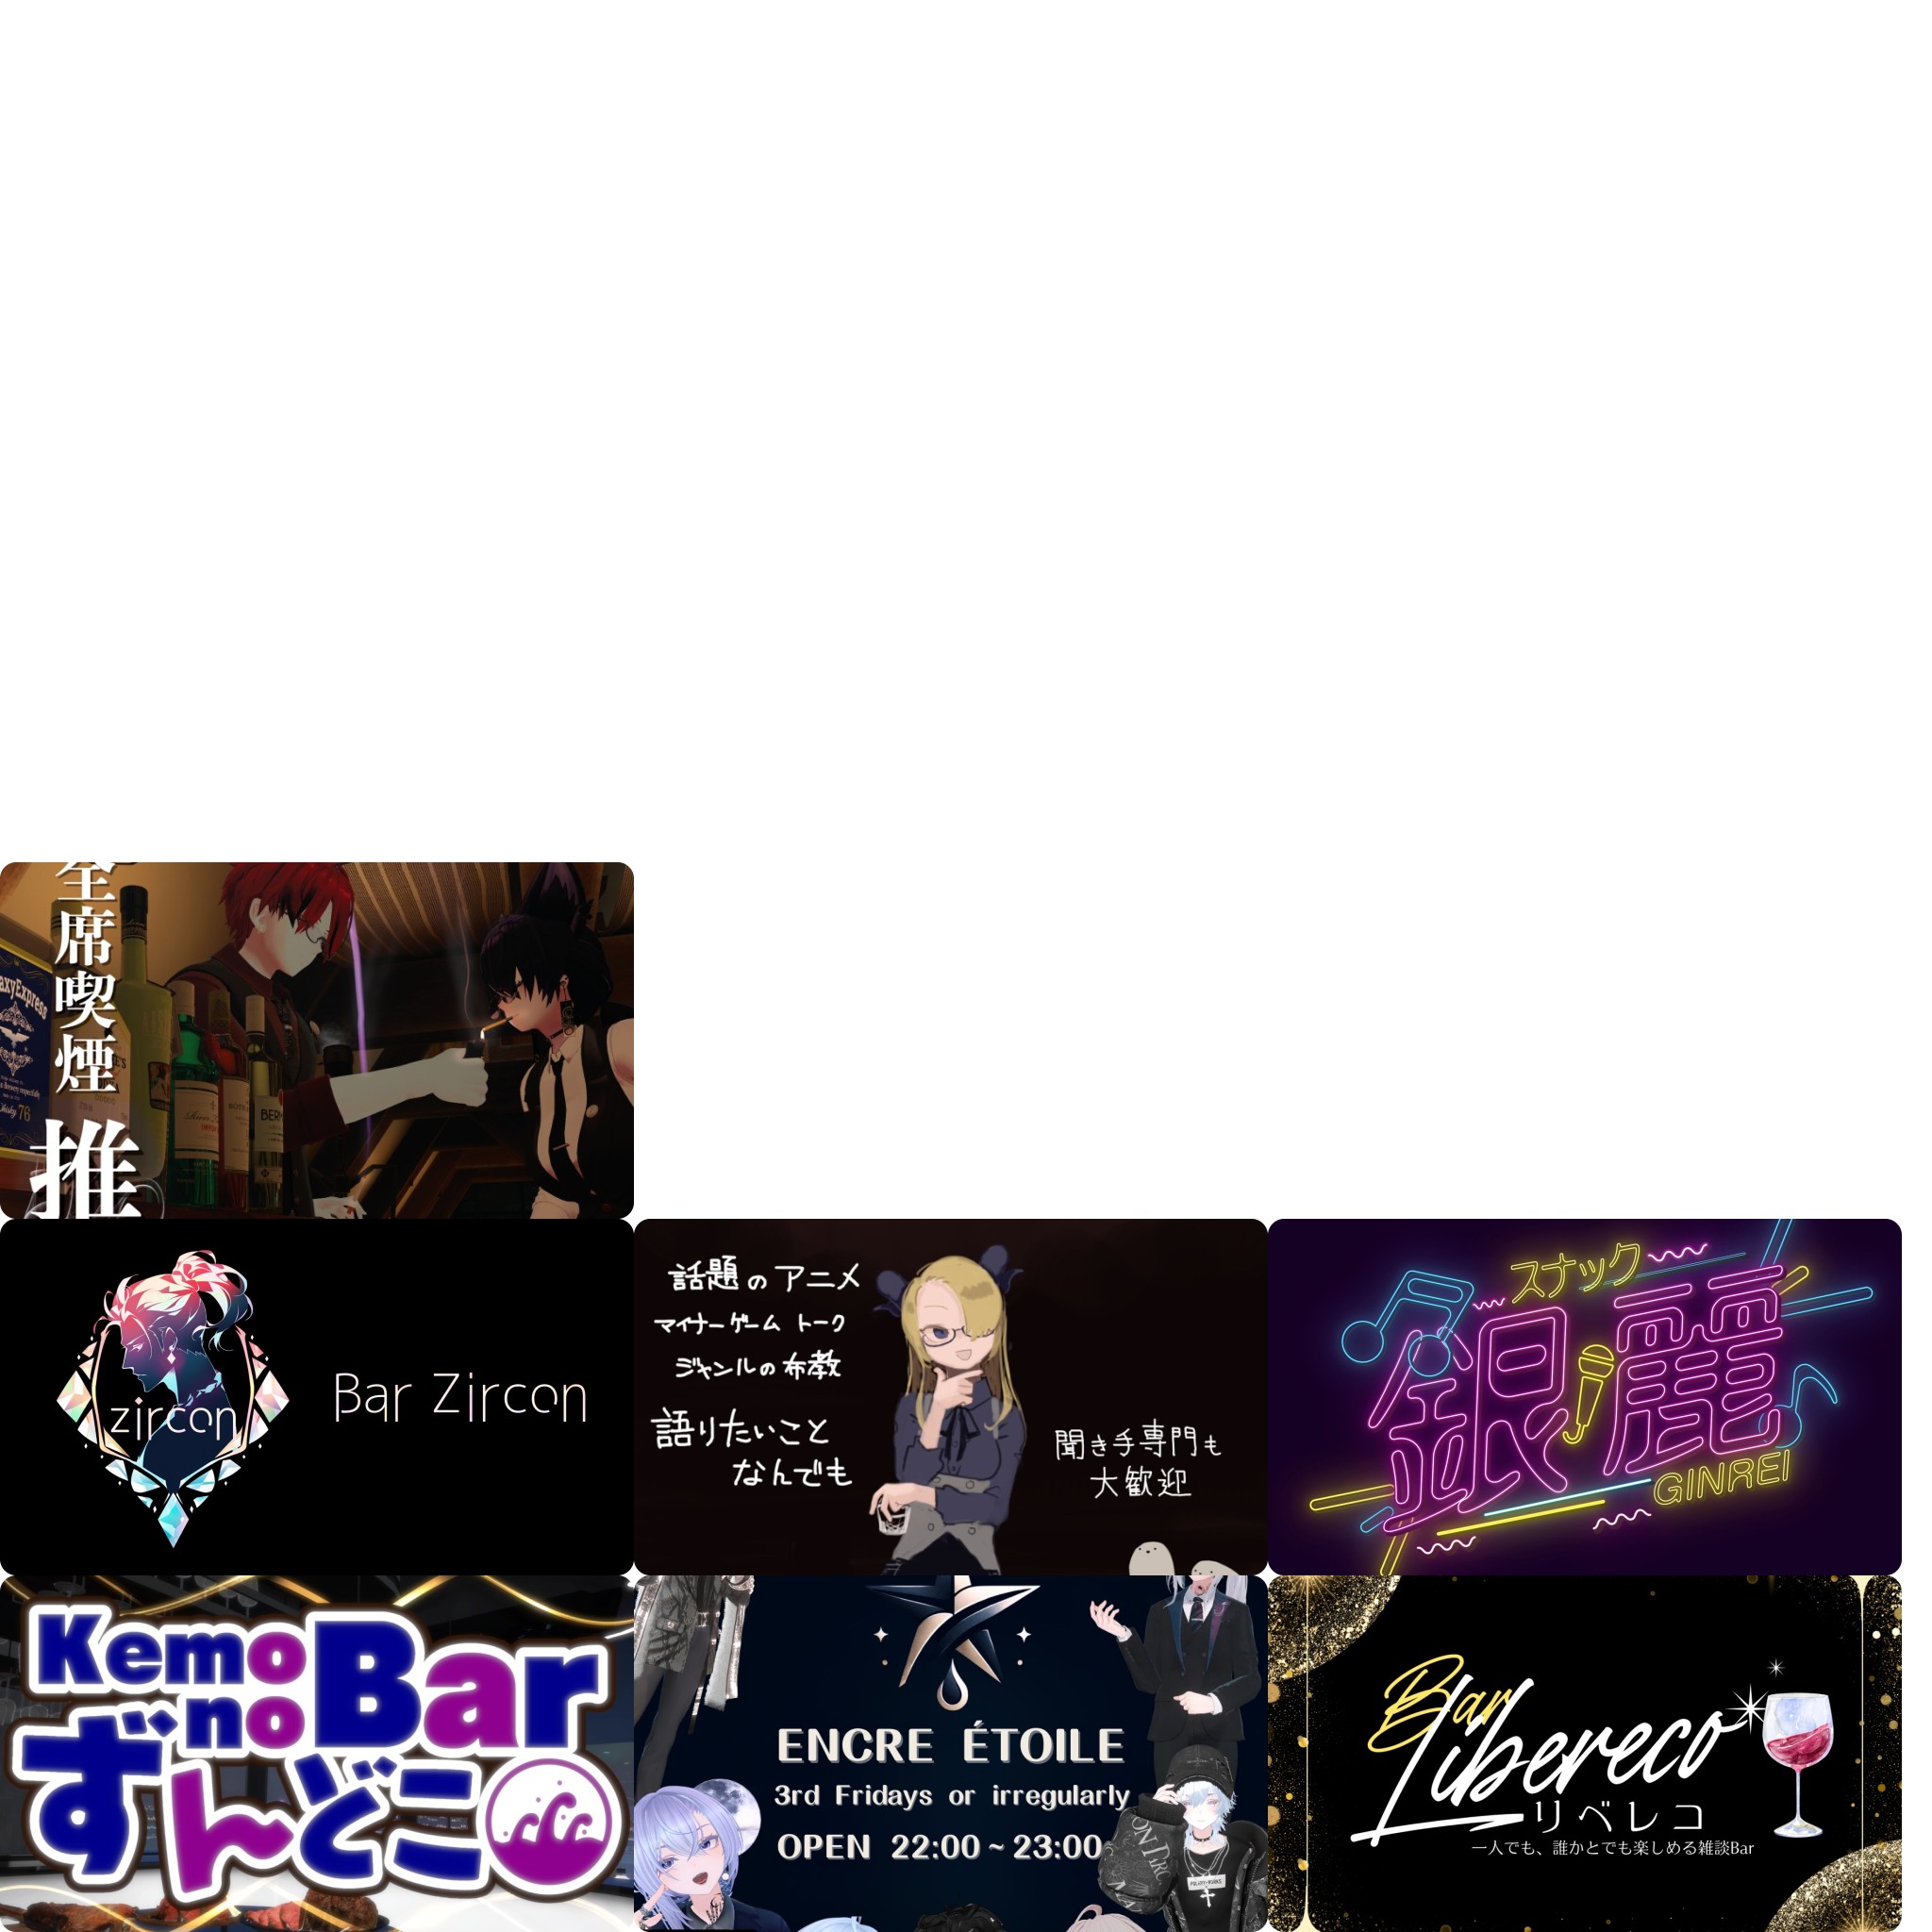 全席喫煙
推
axyExpress
76
BER
zircon
Bar Zircon
話題のアニメ
マイナーゲーム トーク
ジャンルの布教
語りたいこと
なんでも
聞き手専門も
大歓迎
スナック
銀麗
GINREI
Kemo
no
Bar
ずんどこ
ENCRE ÉTOILE
3rd Fridays or irregularly
OPEN 22:00~23:00
Bar
Libereco
リベレコ
一人でも、誰かとでも楽しめる雑談Bar